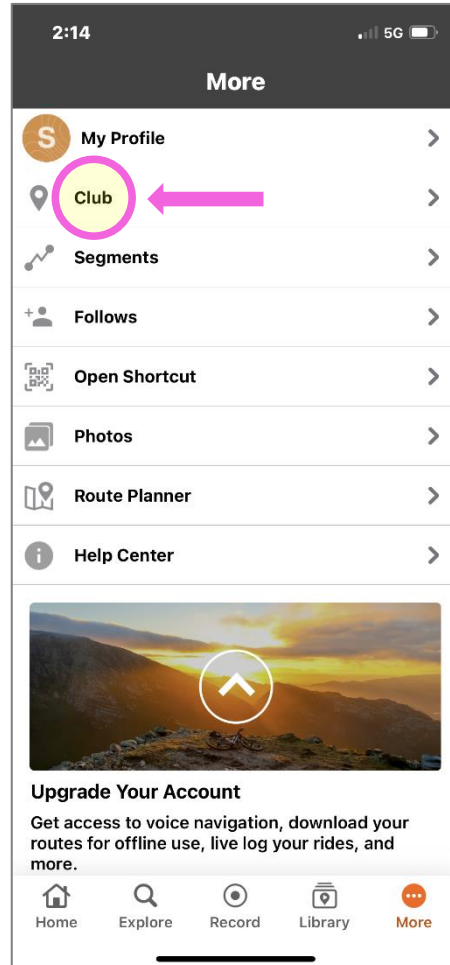 2:14
5G
More
S
My Profile
Club
Segments
Follows
Open Shortcut
Photos
Route Planner
Help Center
Upgrade Your Account
Get access to voice navigation, download your
routes for offline use, live log your rides, and
more.
Home Explore Record Library More